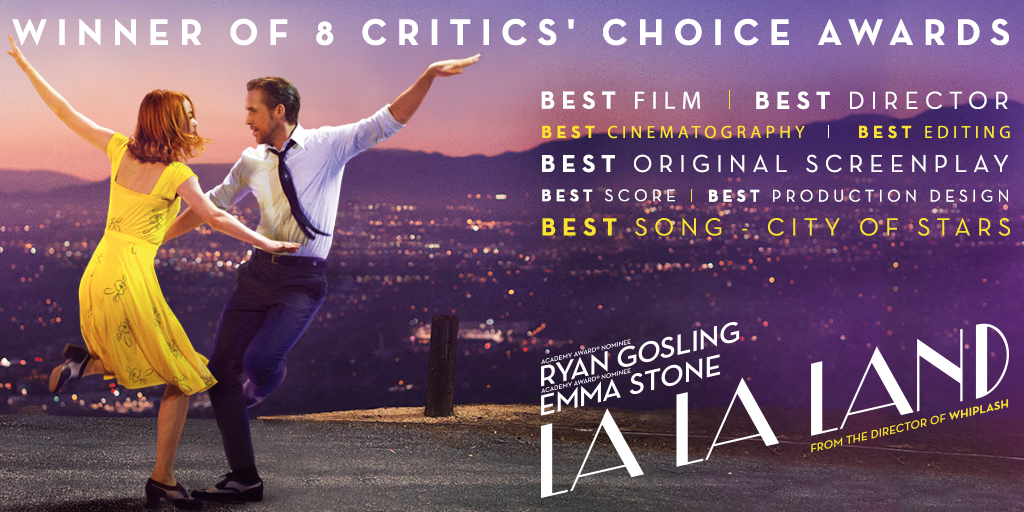 WINNER OF 8 CRITICS' CHOICE AWARDS
BEST FILM | BEST DIRECTOR
BEST CINEMATOGRAPHY | BEST EDITING
BEST ORIGINAL SCREENPLAY
BEST SCORE | BEST PRODUCTION DESIGN
BEST SONG - CITY OF STARS
ACADEMY AWARD® NOMINEE
RYAN GOSLING
ACADEMY AWARD® NOMINEE
EMMA STONE
LA LA LAND
FROM THE DIRECTOR OF WHIPLASH